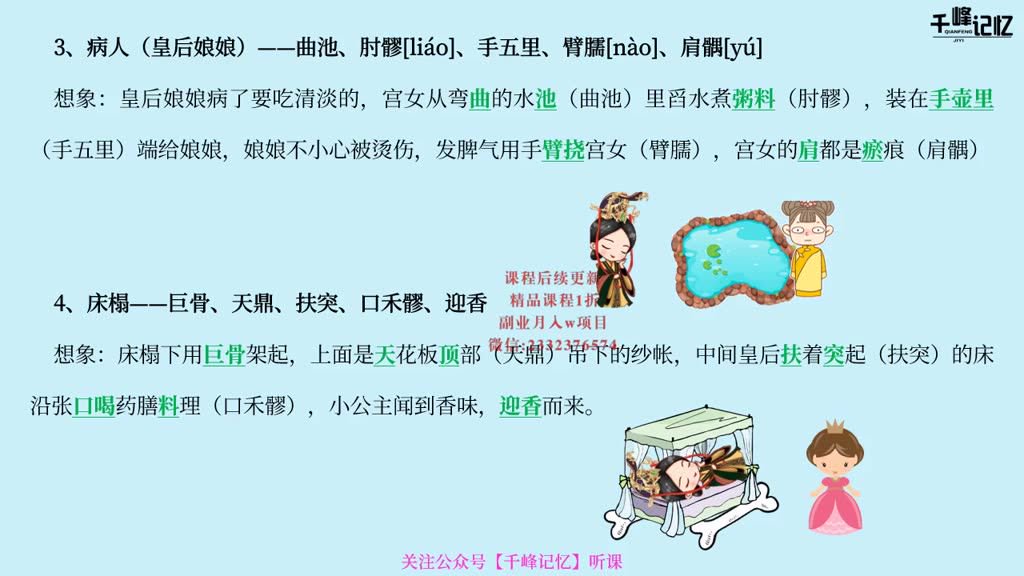 千峰记忆
QIANFENG
JIYI
3、病人（皇后娘娘）——曲池、肘髎[liáo]、手五里、臂臑[nào]、肩髃[yú]
想象：皇后娘娘病了要吃清淡的，宫女从弯曲的水池（曲池）里舀水煮粥料（肘髎），装在手壶里
（手五里）端给娘娘，娘娘不小心被烫伤，发脾气用手臂挠宫女（臂臑），宫女的肩都是瘀痕（肩髃）
课程后续更新
精品课程1折
副业月入w项目
微信:2332376574
4、床榻——巨骨、天鼎、扶突、口禾髎、迎香
想象：床榻下用巨骨架起，上面是天花板顶部（天鼎）吊下的纱帐，中间皇后扶着突起（扶突）的床
沿张口喝药膳料理（口禾髎），小公主闻到香味，迎香而来。
关注公众号【千峰记忆】听课